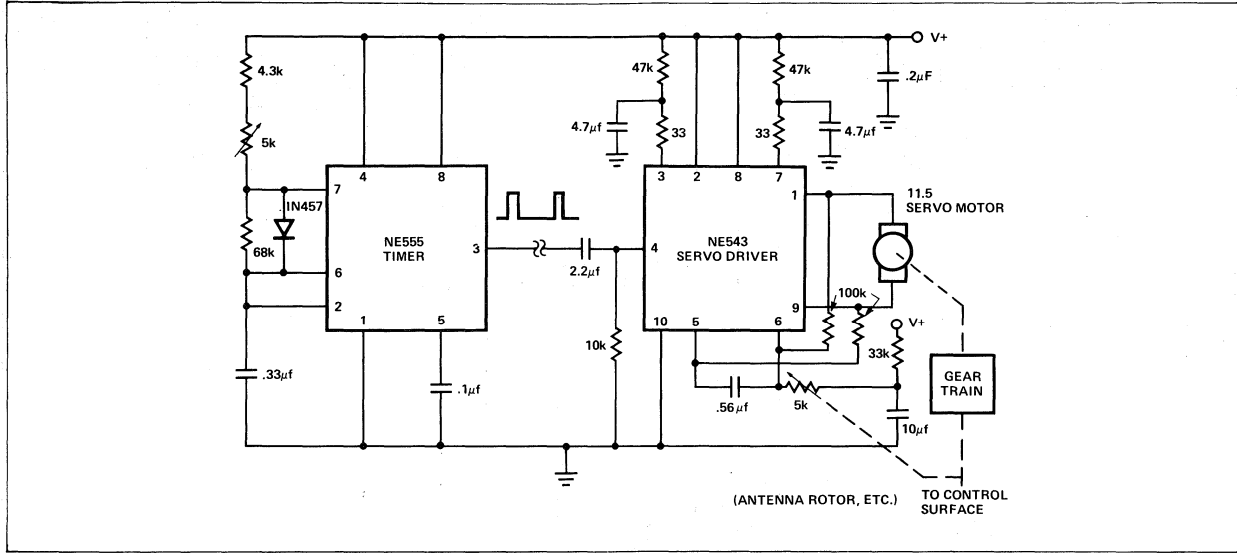 V+
4.3k
47k
47k
.2μF
4.7μf
33
33
4.7μf
5k
4
8
3
2
8
7
7
1
11.5
SERVO MOTOR
IN457
NE555
TIMER
3
4
NE543
SERVO DRIVER
68k
6
2.2μf
2
100k
9
1
5
10
5
6
V+
10k
33k
.33μf
.1μf
.56μf
5k
10μf
GEAR
TRAIN
(ANTENNA ROTOR, ETC.)
TO CONTROL
SURFACE